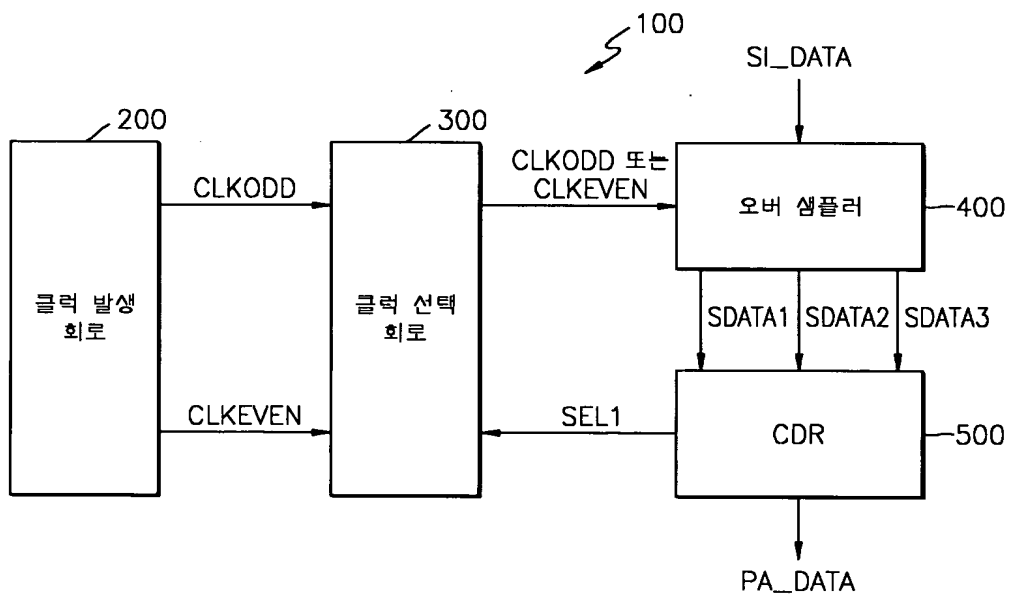 100
SI_DATA
200
300
CLKODD
CLKODD 또는
CLKEVEN
오버 샘플러
400
클럭 발생
회로
클럭 선택
회로
SDATA1
SDATA2
SDATA3
CLKEVEN
SEL1
CDR
500
PA_DATA